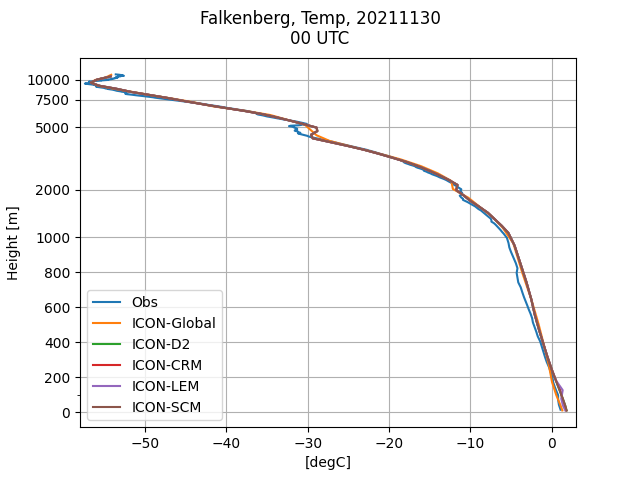 Falkenberg, Temp, 20211130
00 UTC
Height [m]
10000
7500
5000
2000
1000
800
600
400
200
0
Obs
ICON-Global
ICON-D2
ICON-CRM
ICON-LEM
ICON-SCM
−50
−40
−30
−20
−10
0
[degC]